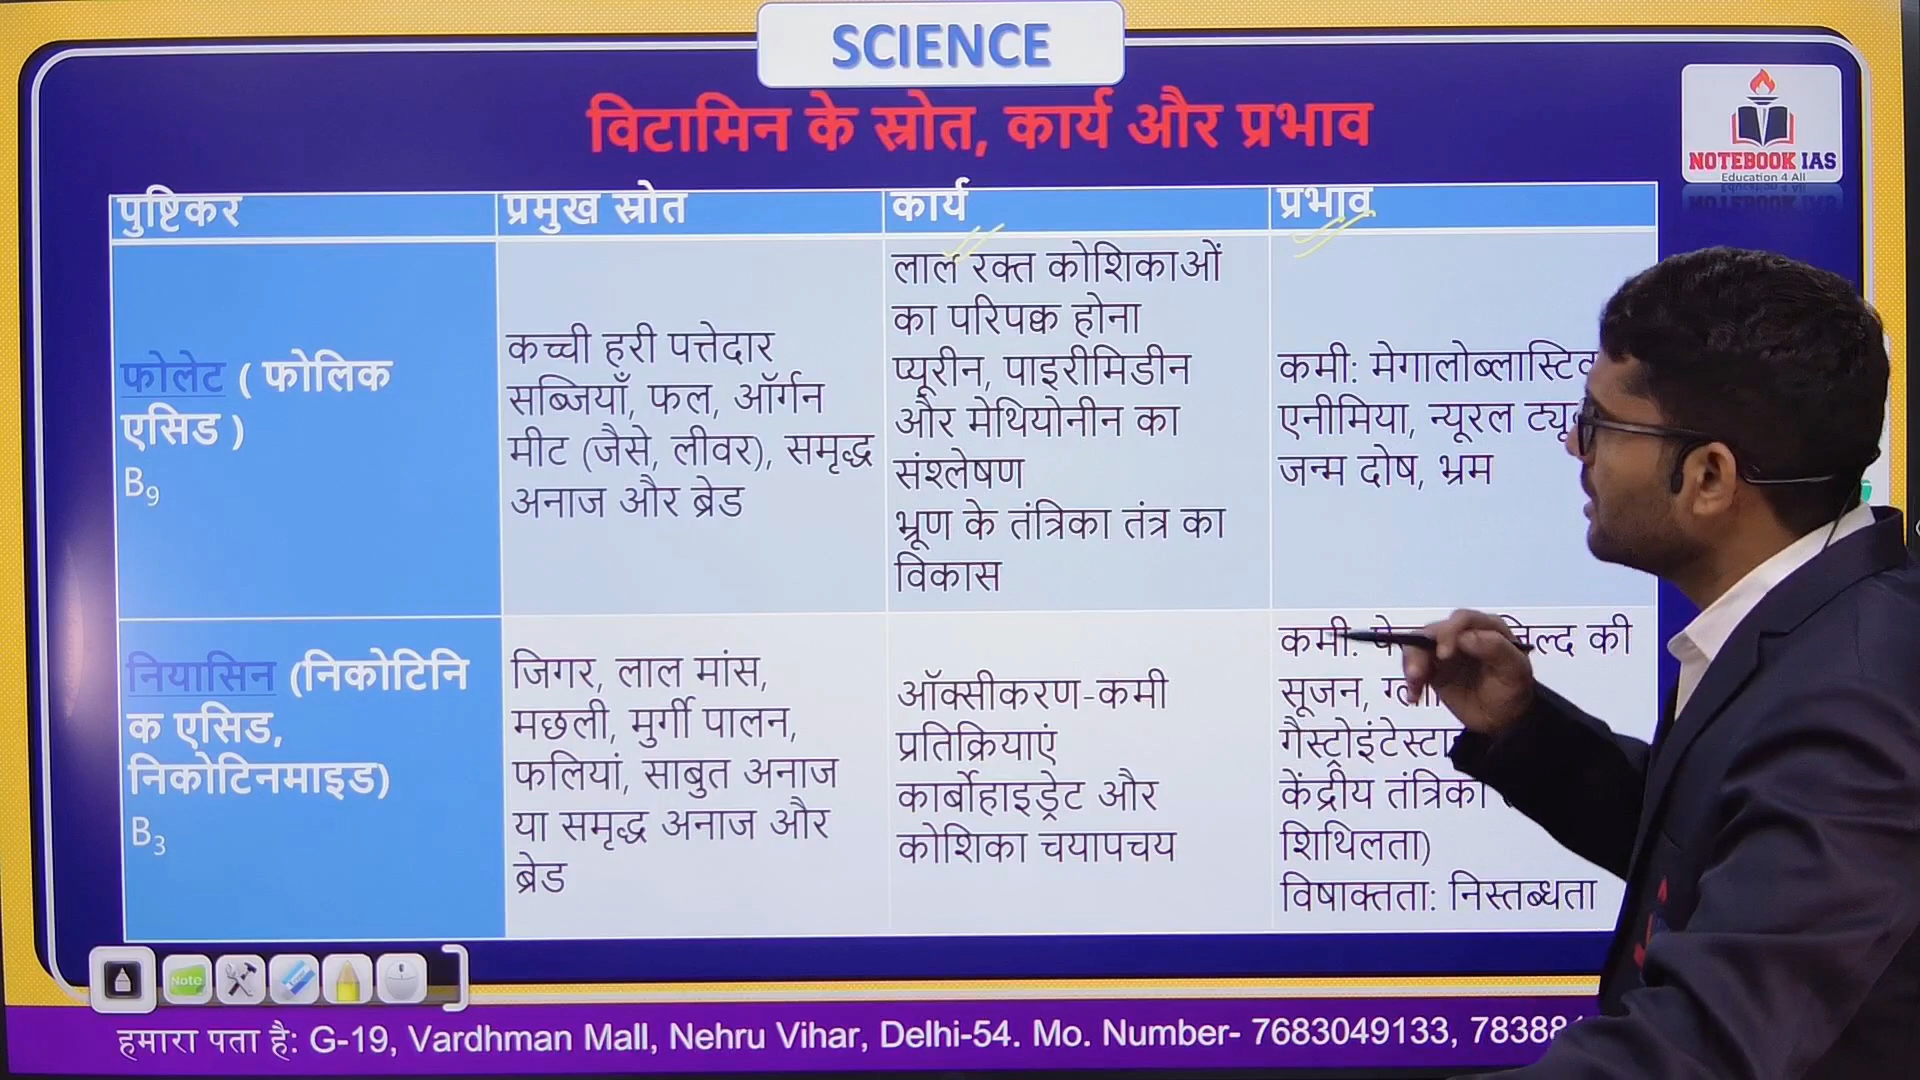 SCIENCE
विटामिन के स्रोत, कार्य और प्रभाव
NOTEBOOK IAS
Education 4 All
पुष्टिकर
प्रमुख स्रोत
कार्य
प्रभाव
फोलेट ( फोलिक
एसिड )
B9
कच्ची हरी पत्तेदार
सब्जियाँ, फल, ऑर्गन
मीट (जैसे, लीवर), समृद्ध
अनाज और ब्रेड
लाल रक्त कोशिकाओं
का परिपक्व होना
प्यूरीन, पाइरीमिडीन
और मेथियोनीन का
संश्लेषण
भ्रूण के तंत्रिका तंत्र का
विकास
कमी: मेगालोब्लास्टिक
एनीमिया, न्यूरल
जन्म दोष, भ्रम
नियासिन (निकोटिनि
क एसिड,
निकोटिनमाइड)
B3
जिगर, लाल मांस,
मछली, मुर्गी पालन,
फलियां, साबुत अनाज
या समृद्ध अनाज और
ब्रेड
ऑक्सीकरण-कमी
प्रतिक्रियाएं
कार्बोहाइड्रेट और
कोशिका चयापचय
कमी: की
सूजन,
केंद्रीय तंत्रिका
शिथिलता)
विषाक्तता: निस्तब्धता
Note
हमारा पता है: G-19, Vardhman Mall, Nehru Vihar, Delhi-54. Mo. Number- 7683049133,